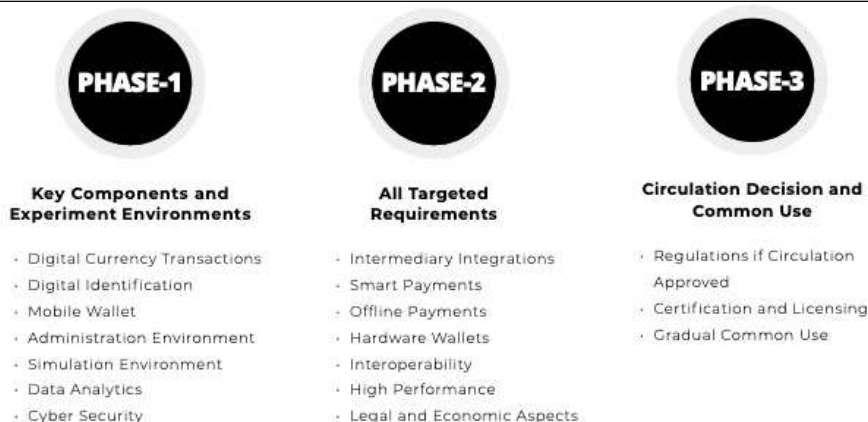 PHASE-1
Key Components and
Experiment Environments
· Digital Currency Transactions
· Digital Identification
· Mobile Wallet
· Administration Environment
· Simulation Environment
· Data Analytics
· Cyber Security
PHASE-2
All Targeted
Requirements
· Intermediary Integrations
· Smart Payments
· Offline Payments
· Hardware Wallets
· Interoperability
· High Performance
· Legal and Economic Aspects
PHASE-3
Circulation Decision and
Common Use
· Regulations if Circulation
Approved
· Certification and Licensing
· Gradual Common Use